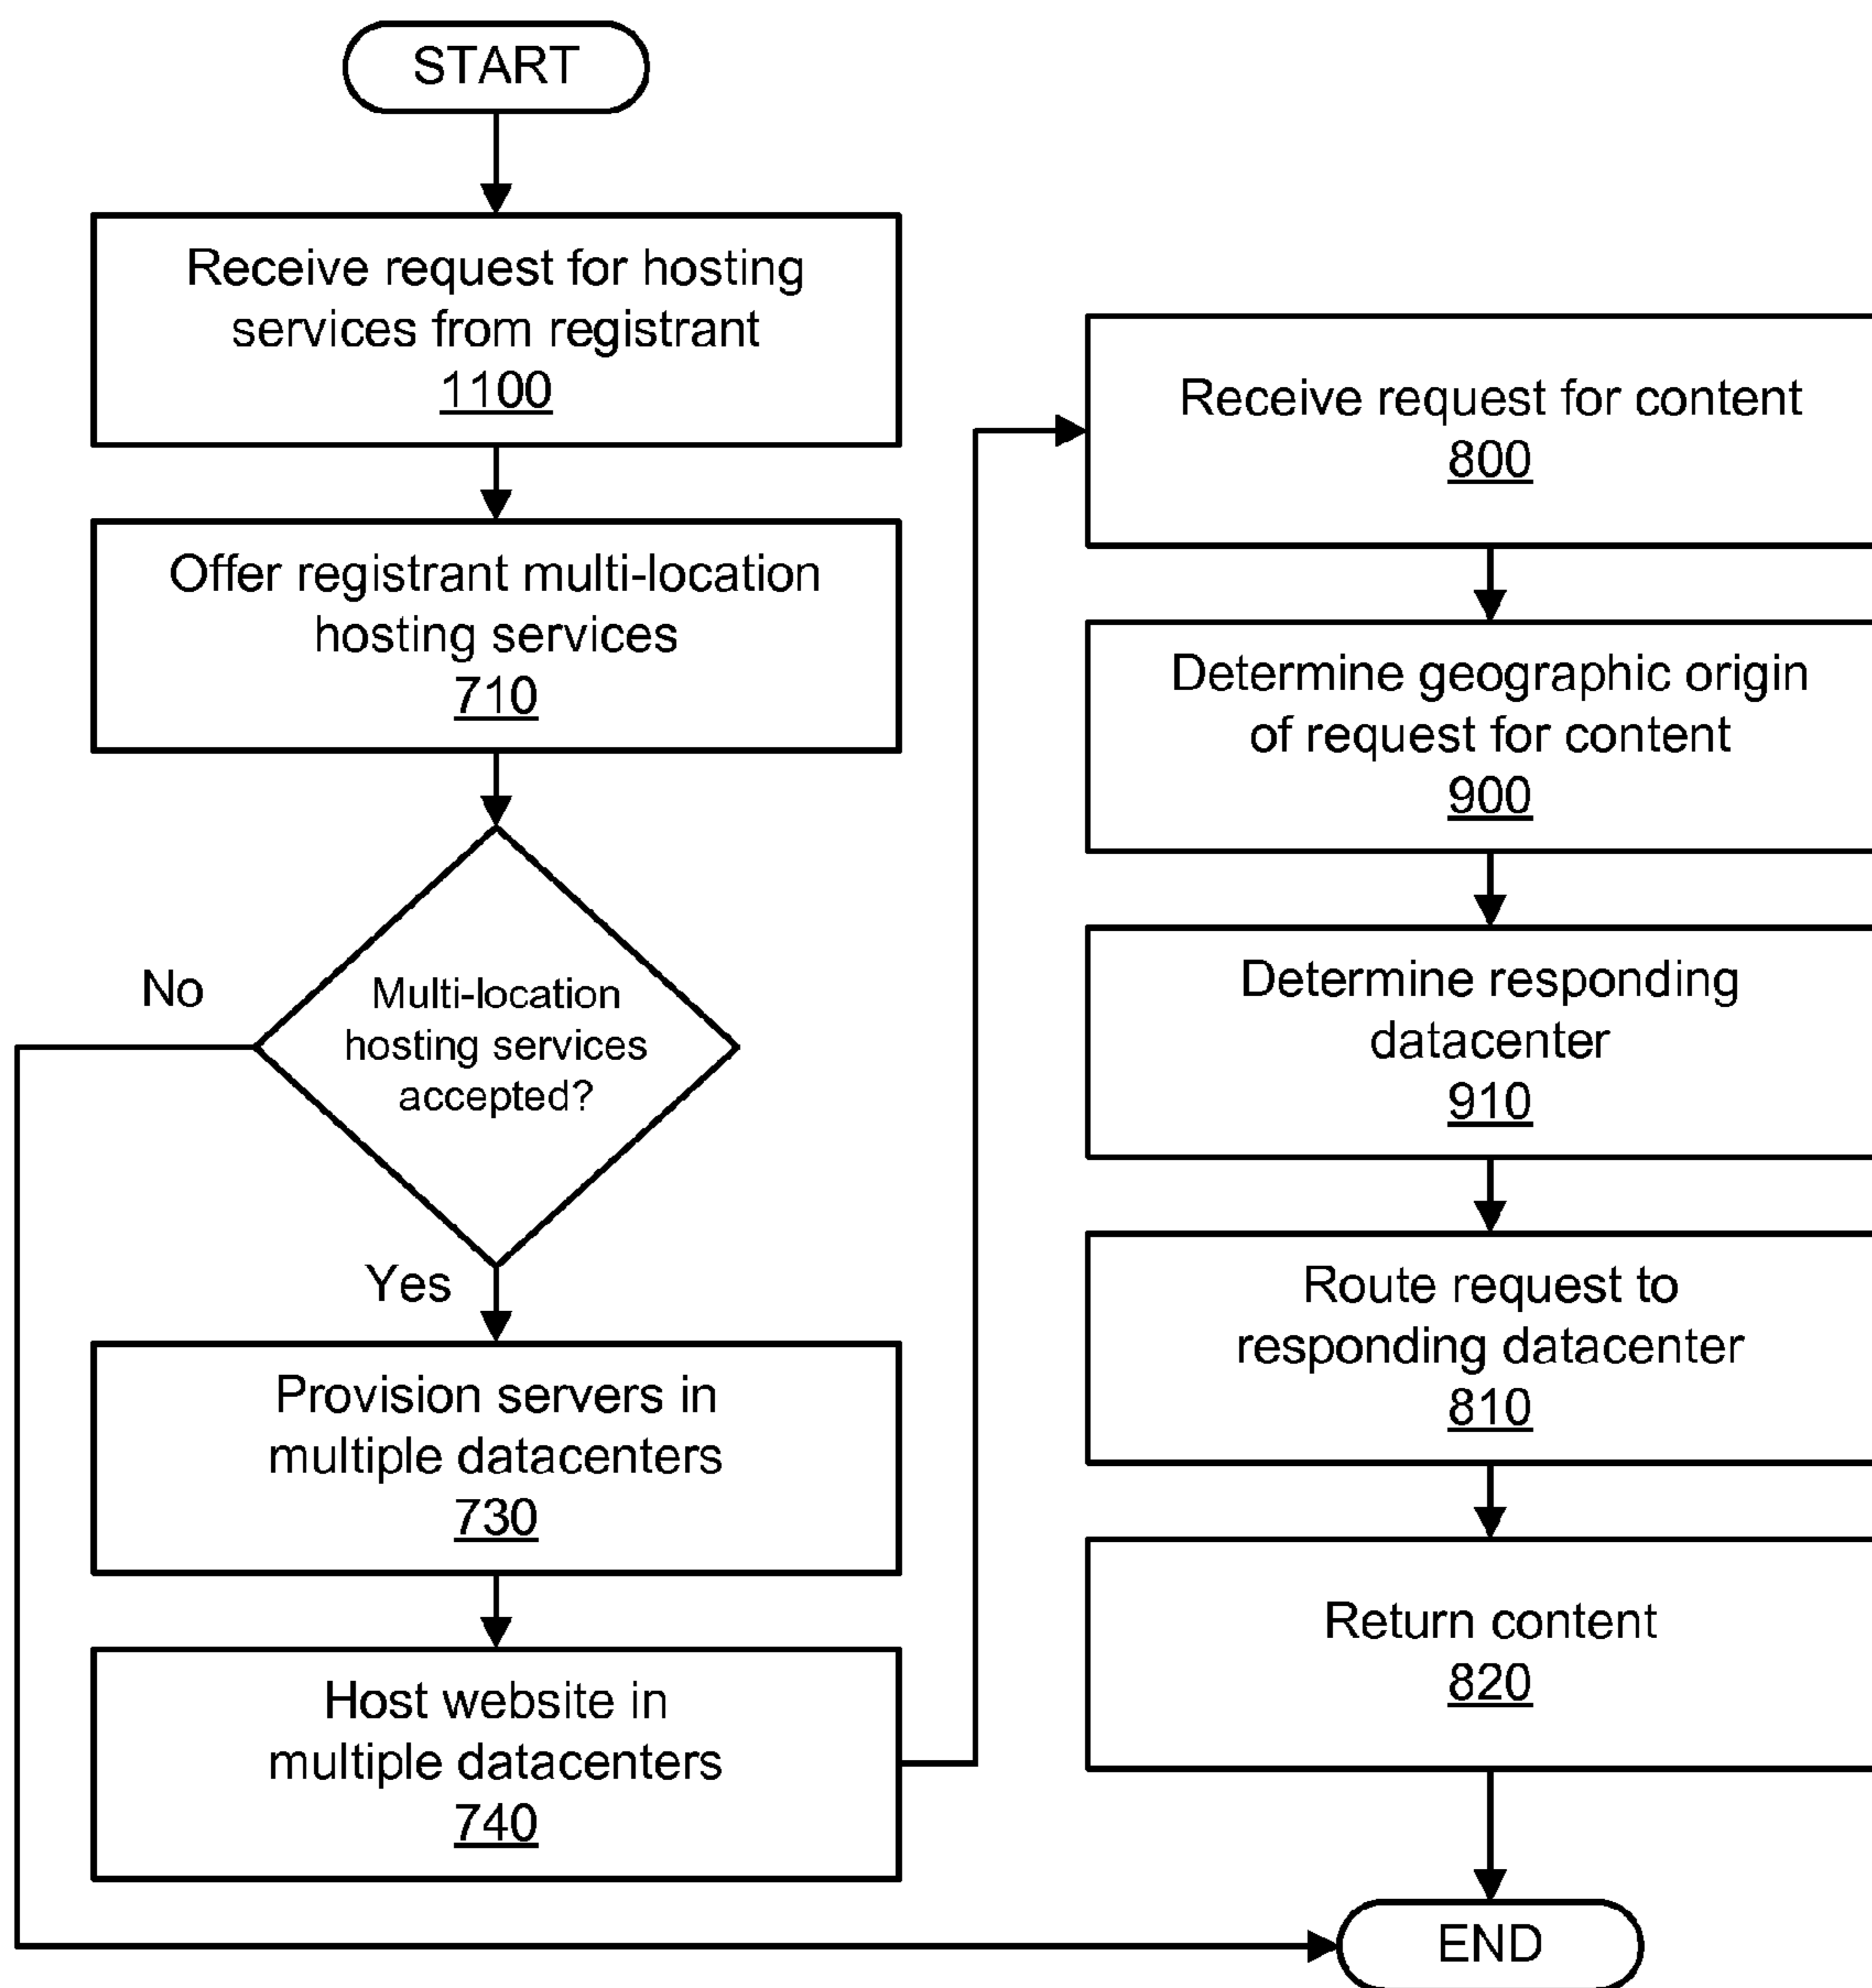 START
Receive request for hosting
services from registrant
1100
Offer registrant multi-location
hosting services
710
No
Multi-location
hosting services
accepted?
Yes
Provision servers in
multiple datacenters
730
Host website in
multiple datacenters
740
Receive request for content
800
Determine geographic origin
of request for content
900
Determine responding
datacenter
910
Route request to
responding datacenter
810
Return content
820
END